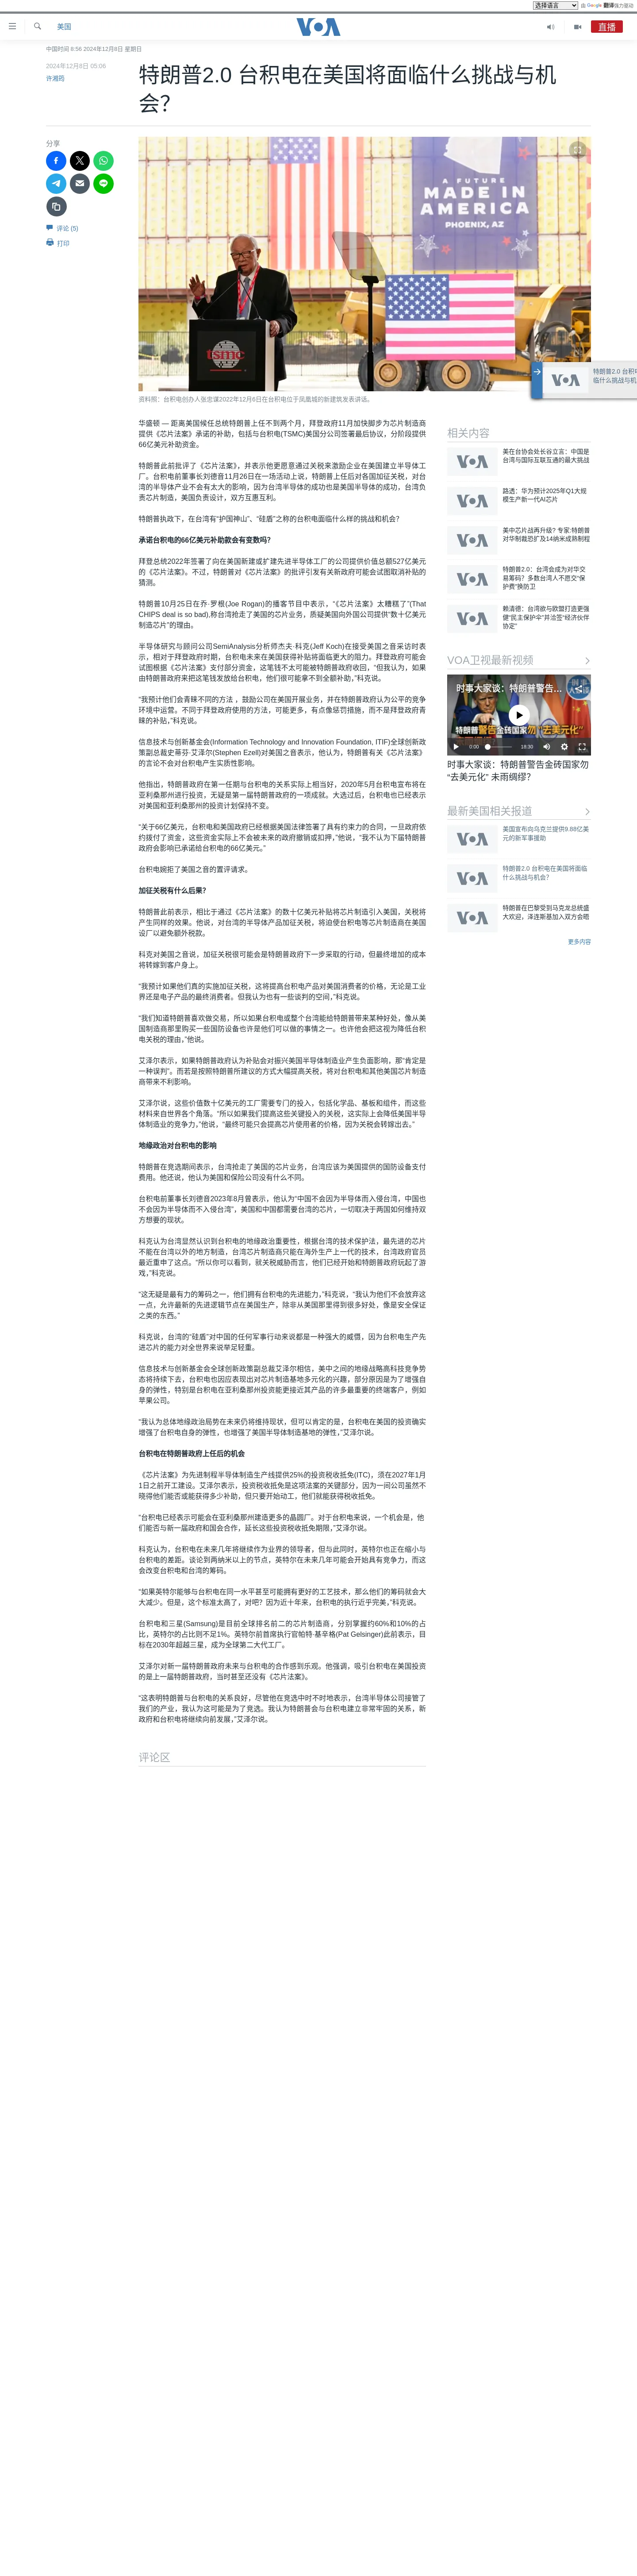 选择语言
由 Google 翻译强力驱动
美国
VOA
直播
中国时间 8:56 2024年12月8日 星期日
2024年12月8日 05:06
许湘筠
特朗普2.0 台积电在美国将面临什么挑战与机
会?
分享
评论 (5)
打印
A FUTURE
MADE IN
AMERICA
PHOENIX, AZ
tsmc
资料照：台积电创办人张忠谋2022年12月6日在台积电位于凤凰城的新建筑发表讲话。
特朗普2.0 台积电
临什么挑战与机
华盛顿 — 距离美国候任总统特朗普上任不到两个月，拜登政府11月加快脚步为芯片制造商
提供《芯片法案》承诺的补助，包括与台积电(TSMC)美国分公司签署最后协议，分阶段提供
66亿美元补助资金。
特朗普此前批评了《芯片法案》，并表示他更愿意通过关税来激励企业在美国建立半导体工
厂。台积电前董事长刘德音11月26日在一场活动上说，特朗普上任后对各国加征关税，对台
湾的半导体产业不会有太大的影响，因为台湾半导体的成功也是美国半导体的成功，台湾负
责芯片制造，美国负责设计，双方互惠互利。
特朗普执政下，在台湾有“护国神山”、“硅盾”之称的台积电面临什么样的挑战和机会?
承诺台积电的66亿美元补助款会有变数吗？
拜登总统2022年签署了向在美国新建或扩建先进半导体工厂的公司提供价值总额527亿美元
的《芯片法案》。不过，特朗普对《芯片法案》的批评引发有关新政府可能会试图取消补贴的
猜测。
特朗普10月25日在乔·罗根(Joe Rogan)的播客节目中表示，“《芯片法案》太糟糕了”(That
CHIPS deal is so bad),称台湾抢走了美国的芯片业务，质疑美国向外国公司提供“数十亿美元
制造芯片”的理由。
半导体研究与顾问公司SemiAnalysis分析师杰夫·科克(Jeff Koch)在接受美国之音采访时表
示，相对于拜登政府时期，台积电未来在美国获得补贴将面临更大的阻力。拜登政府可能会
试图根据《芯片法案》支付部分资金，这笔钱不太可能被特朗普政府收回，“但我认为，如果
由特朗普政府来把这笔钱发放给台积电，他们很可能拿不到全额补助，”科克说。
“我预计他们会青睐不同的方法，鼓励公司在美国开展业务，并在特朗普政府认为公平的竞争
环境中运营。不同于拜登政府使用的方法，可能更多，有点像惩罚措施，而不是拜登政府青
睐的补贴，”科克说。
信息技术与创新基金会(Information Technology and Innovation Foundation, ITIF)全球创新政
策副总裁史蒂芬·艾泽尔(Stephen Ezell)对美国之音表示，他认为，特朗普有关《芯片法案》
的言论不会对台积电产生实质性影响。
他指出，特朗普政府在第一任期与台积电的关系实际上相当好，2020年5月台积电宣布将在
亚利桑那州进行投资，无疑是第一届特朗普政府的一项成就。大选过后，台积电也已经表示
对美国和亚利桑那州的投资计划保持不变。
“关于66亿美元，台积电和美国政府已经根据美国法律签署了具有约束力的合同，一旦政府依
约拨付了资金，这些资金实际上不会被未来的政府撤销或扣押，”他说，“我不认为下届特朗普
政府会影响已承诺给台积电的66亿美元。”
台积电婉拒了美国之音的置评请求。
加征关税有什么后果？
特朗普此前表示，相比于通过《芯片法案》的数十亿美元补贴将芯片制造引入美国，关税将
产生同样的效果。他说，对台湾的半导体产品加征关税，将迫使台积电等芯片制造商在美国
设厂以避免额外税款。
科克对美国之音说，加征关税很可能会是特朗普政府下一步采取的行动，但最终增加的成本
将转嫁到客户身上。
“我预计如果他们真的实施加征关税，这将提高台积电产品对美国消费者的价格，无论是工业
界还是电子产品的最终消费者。但我认为也有一些谈判的空间，”科克说。
“我们知道特朗普喜欢做交易，所以如果台积电或整个台湾能给特朗普带来某种好处，像从美
国制造商那里购买一些国防设备也许是他们可以做的事情之一。也许他会把这视为降低台积
电关税的理由，”他说。
艾泽尔表示，如果特朗普政府认为补贴会对振兴美国半导体制造业产生负面影响，那“肯定是
一种误判”。而若是按照特朗普所建议的方式大幅提高关税，将对台积电和其他美国芯片制造
商带来不利影响。
艾泽尔说，这些价值数十亿美元的工厂需要专门的投入，包括化学品、基板和组件，而这些
材料来自世界各个角落。“所以如果我们提高这些关键投入的关税，这实际上会降低美国半导
体制造业的竞争力，”他说，“最终可能只会提高芯片使用者的价格，因为关税会转嫁出去。”
地缘政治对台积电的影响
特朗普在竞选期间表示，台湾抢走了美国的芯片业务，台湾应该为美国提供的国防设备支付
费用。他还说，他认为美国和保险公司没有什么不同。
台积电前董事长刘德音2023年8月曾表示，他认为“中国不会因为半导体而入侵台湾，中国也
不会因为半导体而不入侵台湾”，美国和中国都需要台湾的芯片，一切取决于两国如何维持双
方想要的现状。
科克认为台湾显然认识到台积电的地缘政治重要性，根据台湾的技术保护法，最先进的芯片
不能在台湾以外的地方制造，台湾芯片制造商只能在海外生产上一代的技术，台湾政府官员
最近重申了这点。“所以你可以看到，就关税威胁而言，他们已经开始和特朗普政府玩起了游
戏，”科克说。
“这无疑是最有力的筹码之一，他们拥有台积电的先进能力，”科克说，“我认为他们不会放弃这
一点，允许最新的先进逻辑节点在美国生产，除非从美国那里得到很多好处，像是安全保证
之类的东西。”
科克说，台湾的“硅盾”对中国的任何军事行动来说都是一种强大的威慑，因为台积电生产先
进芯片的能力对全世界来说举足轻重。
信息技术与创新基金会全球创新政策副总裁艾泽尔相信，美中之间的地缘战略高科技竞争势
态将持续下去，台积电也因应表现出对芯片制造基地多元化的兴趣，部分原因是为了增强自
身的弹性，特别是台积电在亚利桑那州投资能更接近其产品的许多最重要的终端客户，例如
苹果公司。
“我认为总体地缘政治局势在未来仍将维持现状，但可以肯定的是，台积电在美国的投资确实
增强了台积电自身的弹性，也增强了美国半导体制造基地的弹性，”艾泽尔说。
台积电在特朗普政府上任后的机会
《芯片法案》为先进制程半导体制造生产线提供25%的投资税收抵免(ITC)，须在2027年1月
1日之前开工建设。艾泽尔表示，投资税收抵免是这项法案的关键部分，因为一间公司虽然不
晓得他们能否或能获得多少补助，但只要开始动工，他们就能获得税收抵免。
“台积电已经表示可能会在亚利桑那州建造更多的晶圆厂。对于台积电来说，一个机会是，他
们能否与新一届政府和国会合作，延长这些投资税收抵免期限，”艾泽尔说。
科克认为，台积电在未来几年将继续作为业界的领导者，但与此同时，英特尔也正在缩小与
台积电的差距。谈论到两纳米以上的节点，英特尔在未来几年可能会开始具有竞争力，而这
会改变台积电和台湾的筹码。
“如果英特尔能够与台积电在同一水平甚至可能拥有更好的工艺技术，那么他们的筹码就会大
大减少。但是，这个标准太高了，对吧？因为近十年来，台积电的执行近乎完美，”科克说。
台积电和三星(Samsung)是目前全球排名前二的芯片制造商，分别掌握约60%和10%的占
比，英特尔的占比则不足1%。英特尔前首席执行官帕特·基辛格(Pat Gelsinger)此前表示，目
标在2030年超越三星，成为全球第二大代工厂。
艾泽尔对新一届特朗普政府未来与台积电的合作感到乐观。他强调，吸引台积电在美国投资
的是上一届特朗普政府，当时甚至还没有《芯片法案》。
“这表明特朗普与台积电的关系良好，尽管他在竞选中时不时地表示，台湾半导体公司接管了
我们的产业，我认为这可能是为了竞选。我认为特朗普会与台积电建立非常牢固的关系，新
政府和台积电将继续向前发展，”艾泽尔说。
评论区
相关内容
美在台协会处长谷立言：中国是
台湾与国际互联互通的最大挑战
路透：华为预计2025年Q1大规
模生产新一代AI芯片
美中芯片战再升级? 专家:特朗普
对华制裁恐扩及14纳米成熟制程
特朗普2.0：台湾会成为对华交
易筹码？多数台湾人不愿交“保
护费”换防卫
赖清德：台湾欲与欧盟打造更强
健“民主保护伞”并洽签“经济伙伴
协定”
VOA卫视最新视频
时事大家谈：特朗普警告…
特朗普警告金砖国家勿“去美元化”
0:00
18:30
时事大家谈：特朗普警告金砖国家勿
“去美元化” 未雨绸缪？
最新美国相关报道
美国宣布向乌克兰提供9.88亿美
元的新军事援助
特朗普2.0 台积电在美国将面临
什么挑战与机会?
特朗普在巴黎受到马克龙总统盛
大欢迎，泽连斯基加入双方会晤
更多内容